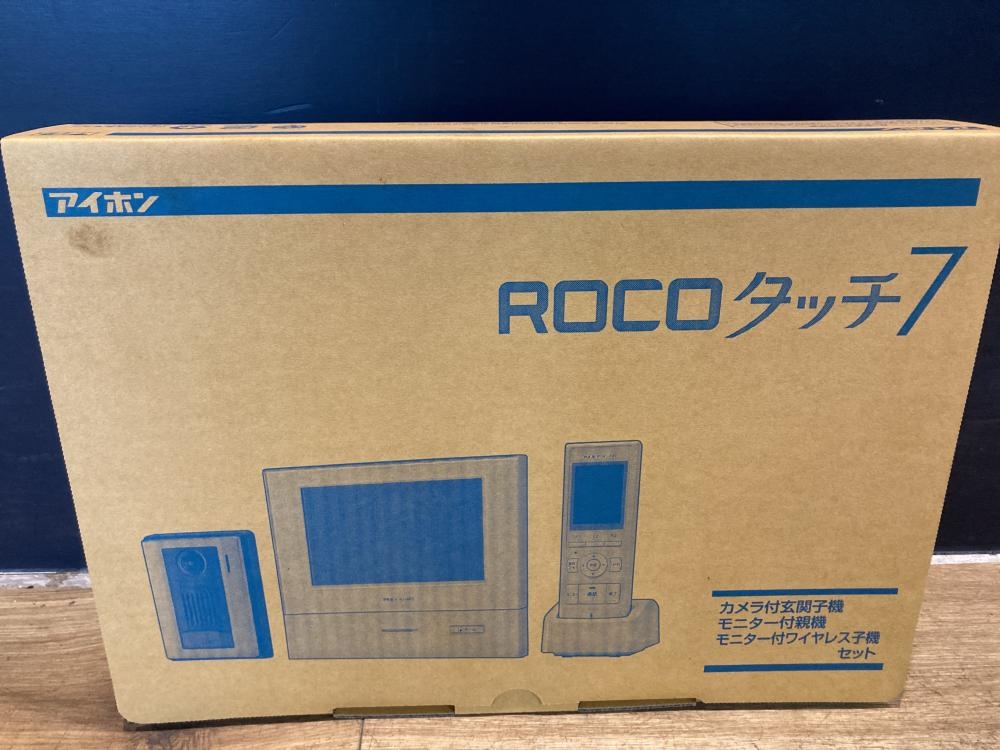 アイホン
ROCOタッチ7
カメラ付玄関子機
モニター付親機
モニター付ワイヤレス子機
セット